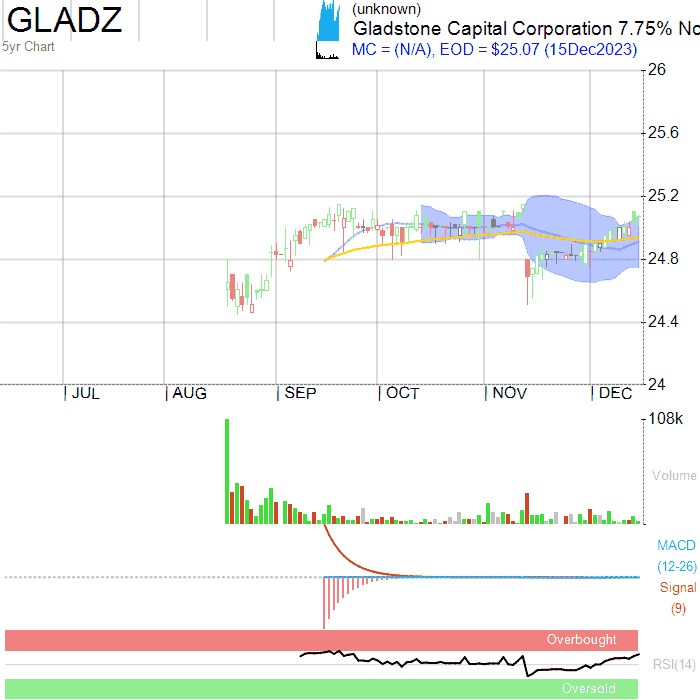 GLADZ
(unknown)
Gladstone Capital Corporation 7.75% No
5yr Chart
MC = (N/A), EOD = $25.07 (15Dec2023)
26
25.6
25.2
24.8
24.4
24
JUL AUG SEP OCT NOV DEC
108k
Volume
MACD
(12-26)
Signal
(9)
Overbought
RSI(14)
Oversold